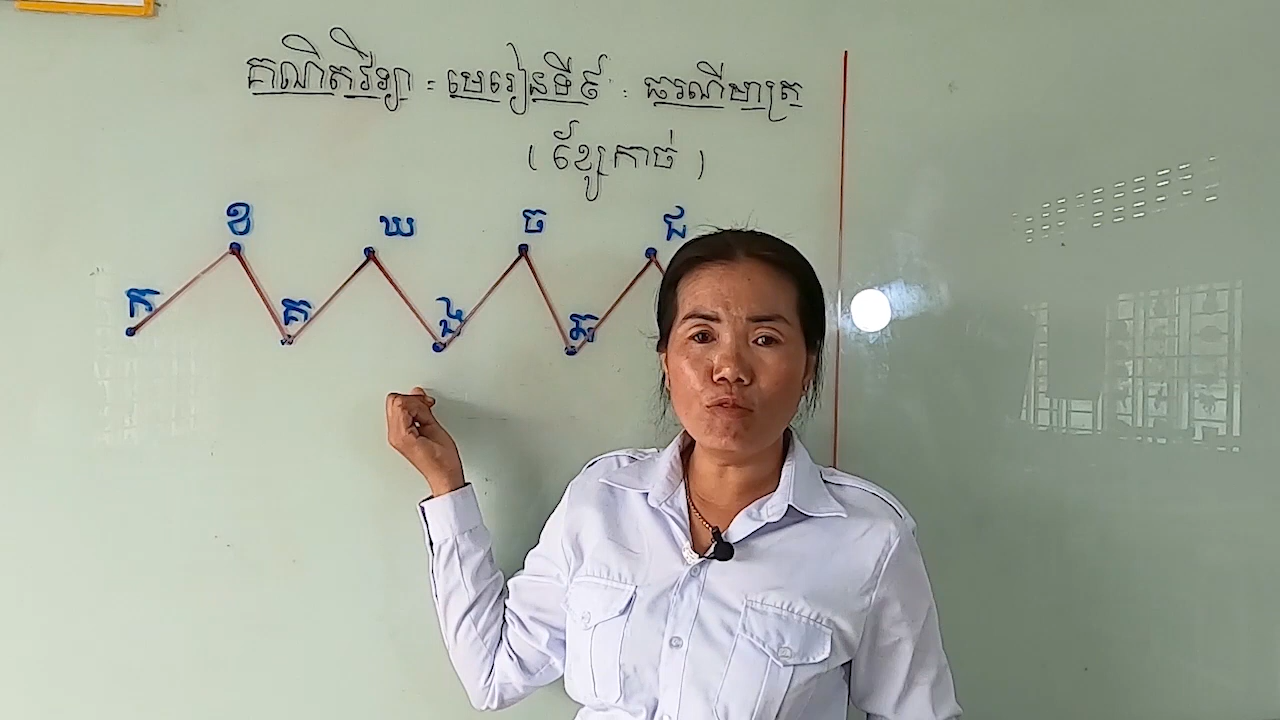 គណិតវិទ្យា : មេរៀនទី៩ : ធរណីមាត្រ
( ខ្សែកាច់ )
ខ ឃ ច ជ
ក គ ង ឆ